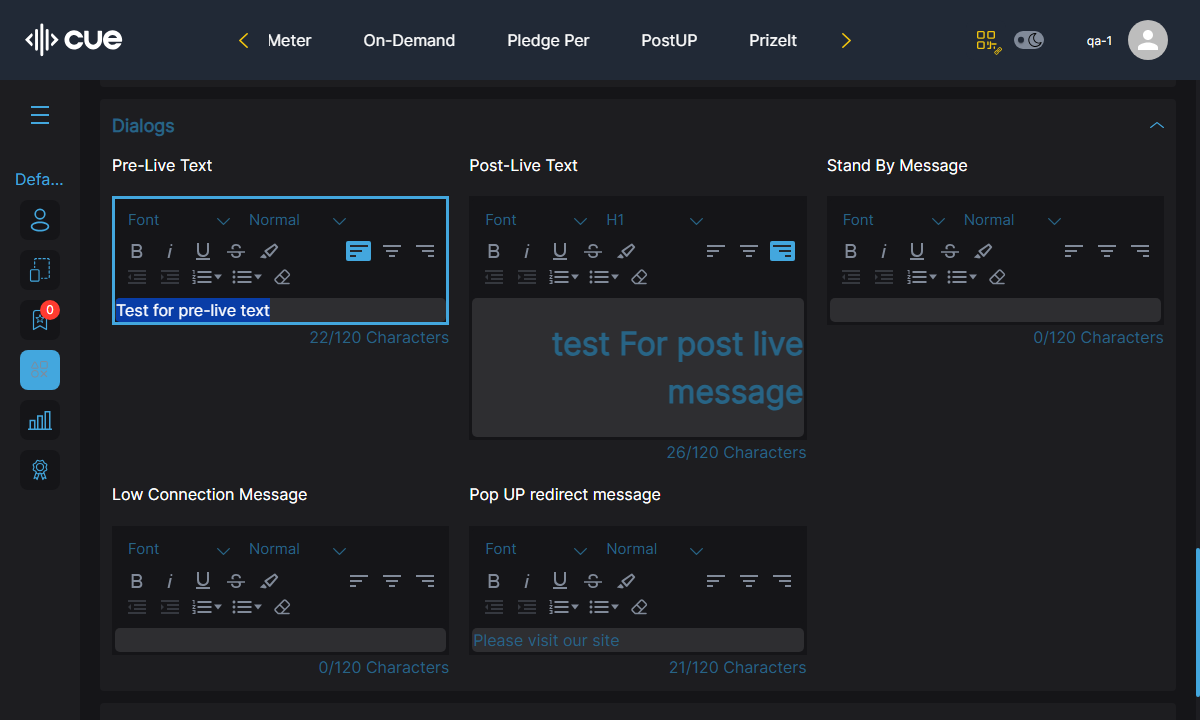 cue
Meter
On-Demand
Pledge Per
PostUP
PrizeIt
qa-1
Defa...
0
Dialogs
Pre-Live Text
Post-Live Text
Stand By Message
Font Normal
Font H1
Font Normal
B i U S
B i U S
B i U S
Test for pre-live text
22/120 Characters
test For post live
message
26/120 Characters
0/120 Characters
Low Connection Message
Pop UP redirect message
Font Normal
Font Normal
B i U S
B i U S
Please visit our site
0/120 Characters
21/120 Characters